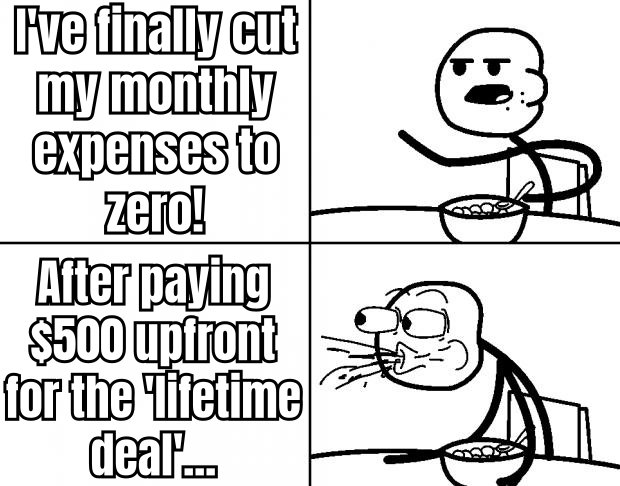 I've finally cut
my monthly
expenses to
zero!
After paying
$500 upfront
for the 'lifetime
deal'...